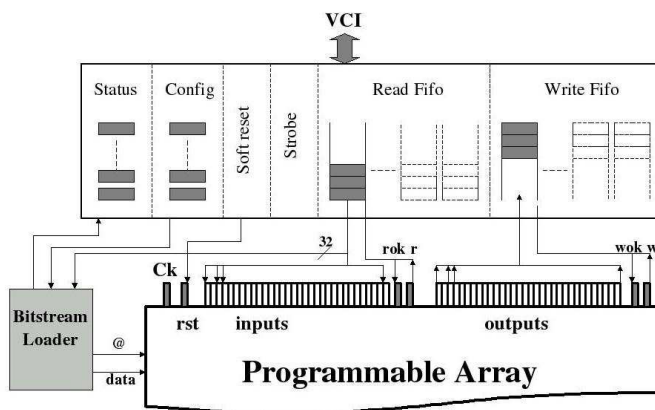 VCI
Status
Config
Soft reset
Strobe
Read Fifo
Write Fifo
32
rok r
wok w
Ck
rst
inputs
outputs
Bitstream
Loader
@
data
Programmable Array